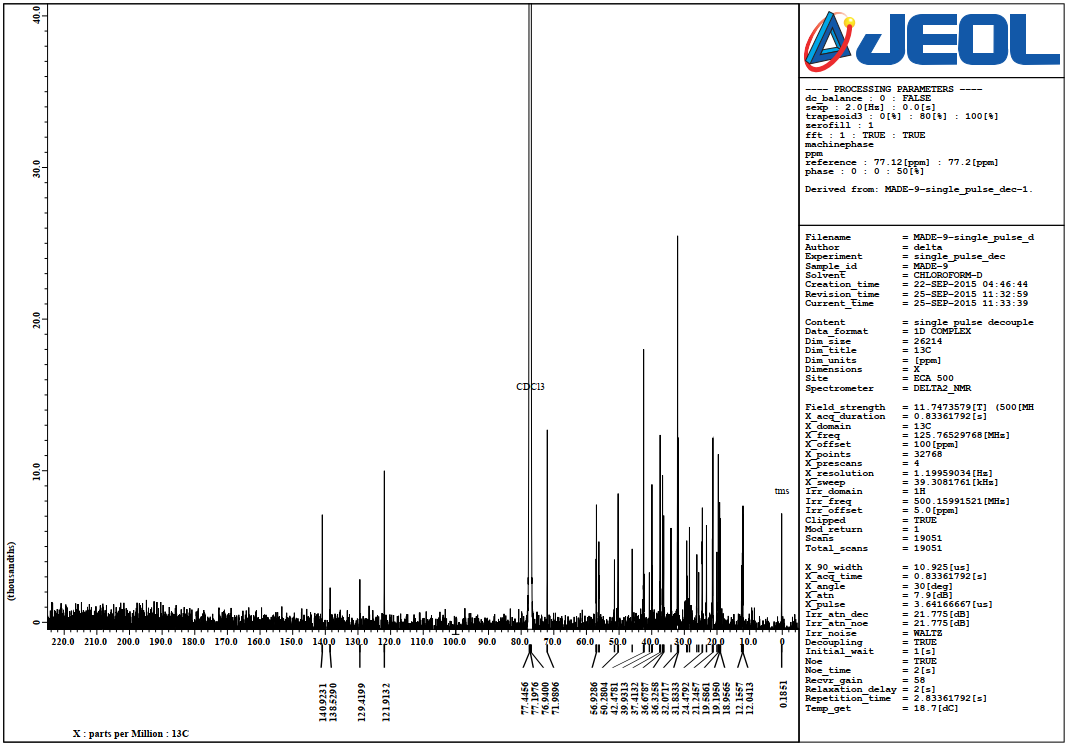 JEOL
---- PROCESSING PARAMETERS ----
dc_balance : 0 : FALSE
sexp : 2.0[Hz] : 0.0[s]
trapezoid3 : 0[%] : 80[%] : 100[%]
zerofill : 1
fft : 1 : TRUE : TRUE
machinephase
ppm
reference : 77.12[ppm] : 77.2[ppm]
phase : 0 : 0 : 50[%]
Derived from: MADE-9-single_pulse_dec-1.
Filename = MADE-9-single_pulse_d
Author = delta
Experiment = single_pulse_dec
Sample_id = MADE-9
Solvent = CHLOROFORM-D
Creation_time = 22-SEP-2015 04:46:44
Revision_time = 25-SEP-2015 11:32:59
Current_time = 25-SEP-2015 11:33:39
Content = single pulse decouple
Data_format = 1D COMPLEX
Dim_size = 26214
Dim_title = 13C
Dim_units = [ppm]
Dimensions = X
Site = ECA 500
Spectrometer = DELTA2_NMR
Field_strength = 11.7473579[T] (500[MH
X_acq_duration = 0.83361792[s]
X_domain = 13C
X_freq = 125.76529768[MHz]
X_offset = 100[ppm]
X_points = 32768
X_prescans = 4
X_resolution = 1.19959034[Hz]
X_sweep = 39.3081761[kHz]
Irr_domain = 1H
Irr_freq = 500.15991521[MHz]
Irr_offset = 5.0[ppm]
Clipped = TRUE
Mod_return = 1
Scans = 19051
Total_scans = 19051
X_90_width = 10.925[us]
X_acq_time = 0.83361792[s]
X_angle = 30[deg]
X_atn = 7.9[dB]
X_pulse = 3.64166667[us]
Irr_atn_dec = 21.775[dB]
Irr_atn_noe = 21.775[dB]
Irr_noise = WALTZ
Decoupling = TRUE
Initial_wait = 1[s]
Noe = TRUE
Noe_time = 2[s]
Recvr_gain = 58
Relaxation_delay = 2[s]
Repetition_time = 2.83361792[s]
Temp_get = 18.7[dC]
(thousandths)
40.0
30.0
20.0
10.0
0
CDCl3
tms
220.0 210.0 200.0 190.0 180.0 170.0 160.0 150.0 140.0 130.0 120.0 110.0 100.0 90.0 80.0 70.0 60.0 50.0 40.0 30.0 20.0 10.0 0
140.9231
138.5290
129.4199
121.9132
77.4456
77.1976
76.9400
71.9896
56.9286
50.2804
42.4781
39.9313
37.4132
36.6787
36.3258
32.0717
31.8333
24.4792
21.2457
19.5861
19.1950
18.9565
12.1557
12.0413
0.1851
X : parts per Million : 13C